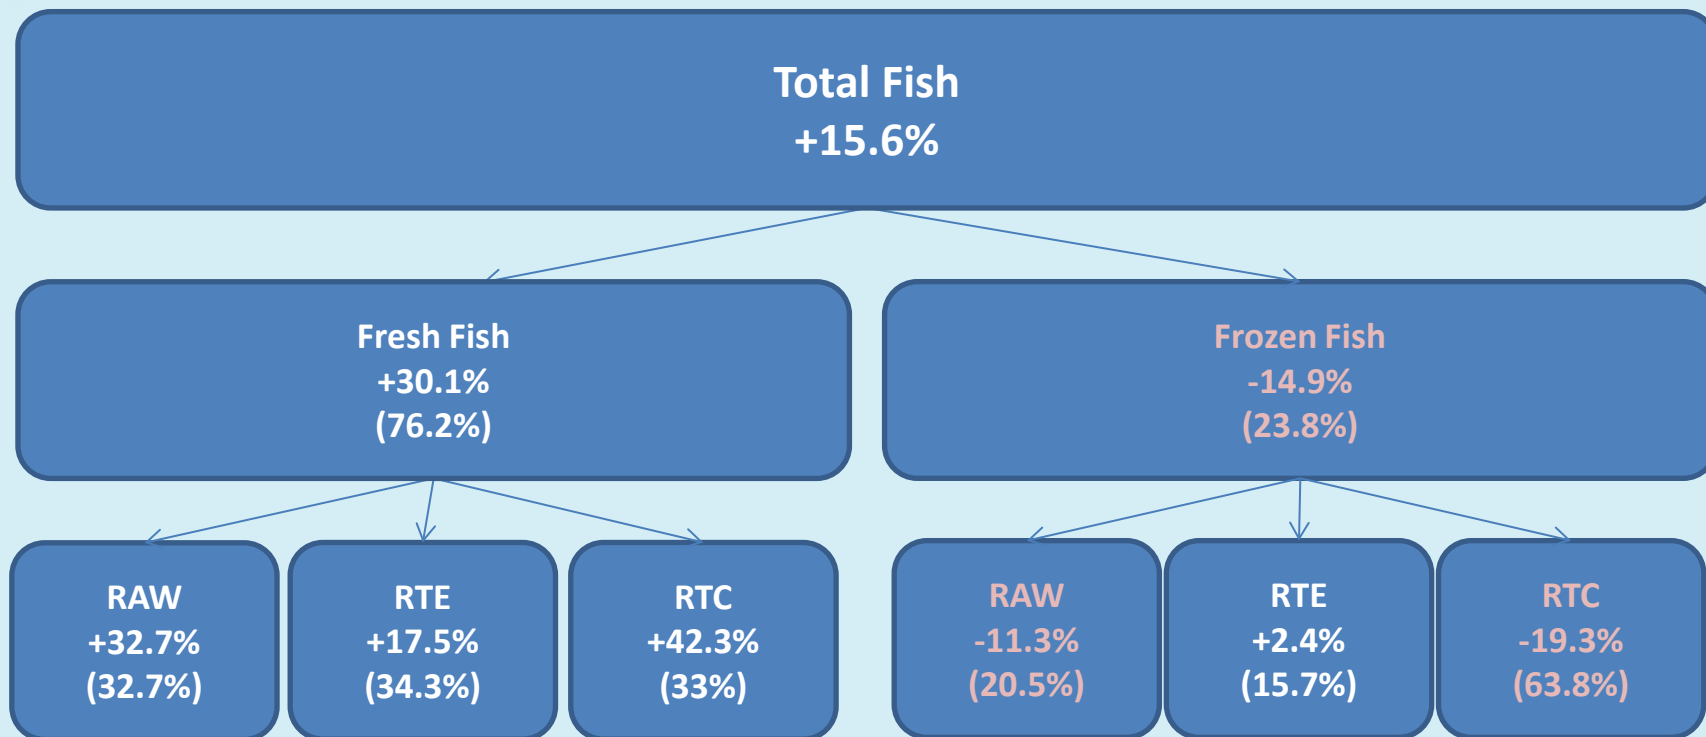 Total Fish
+15.6%
Fresh Fish
+30.1%
(76.2%)
Frozen Fish
-14.9%
(23.8%)
RAW
+32.7%
(32.7%)
RTE
+17.5%
(34.3%)
RTC
+42.3%
(33%)
RAW
-11.3%
(20.5%)
RTE
+2.4%
(15.7%)
RTC
-19.3%
(63.8%)